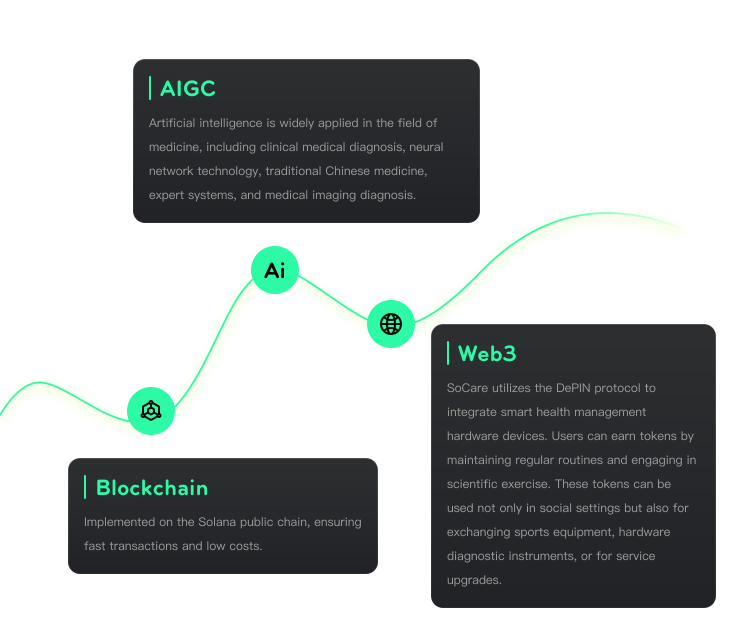 AIGC
Artificial intelligence is widely applied in the field of
medicine, including clinical medical diagnosis, neural
network technology, traditional Chinese medicine,
expert systems, and medical imaging diagnosis.
Ai
Web3
SoCare utilizes the DePIN protocol to
integrate smart health management
hardware devices. Users can earn tokens by
maintaining regular routines and engaging in
scientific exercise. These tokens can be
used not only in social settings but also for
exchanging sports equipment, hardware
diagnostic instruments, or for service
upgrades.
Blockchain
Implemented on the Solana public chain, ensuring
fast transactions and low costs.